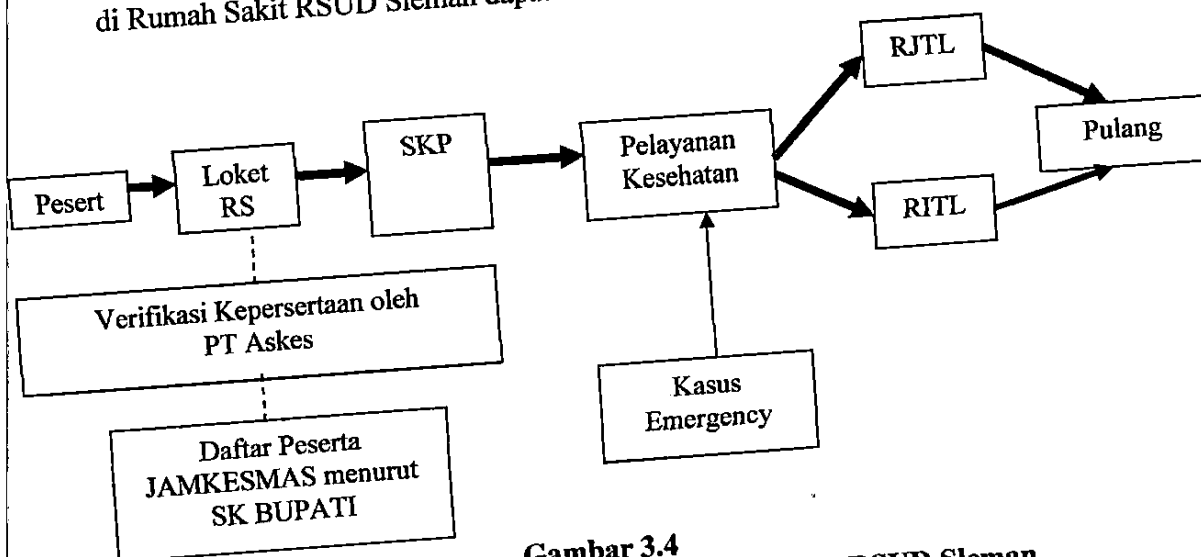 di Rumah Sakit RSUD Sleman
Pesert
Loket
RS
SKP
Pelayanan
Kesehatan
RJTL
RITL
Pulang
Verifikasi Kepersertaan oleh
PT Askes
Daftar Peserta
JAMKESMAS menurut
SK BUPATI
Kasus
Emergency
Gambar 3.4
RSUD Sleman